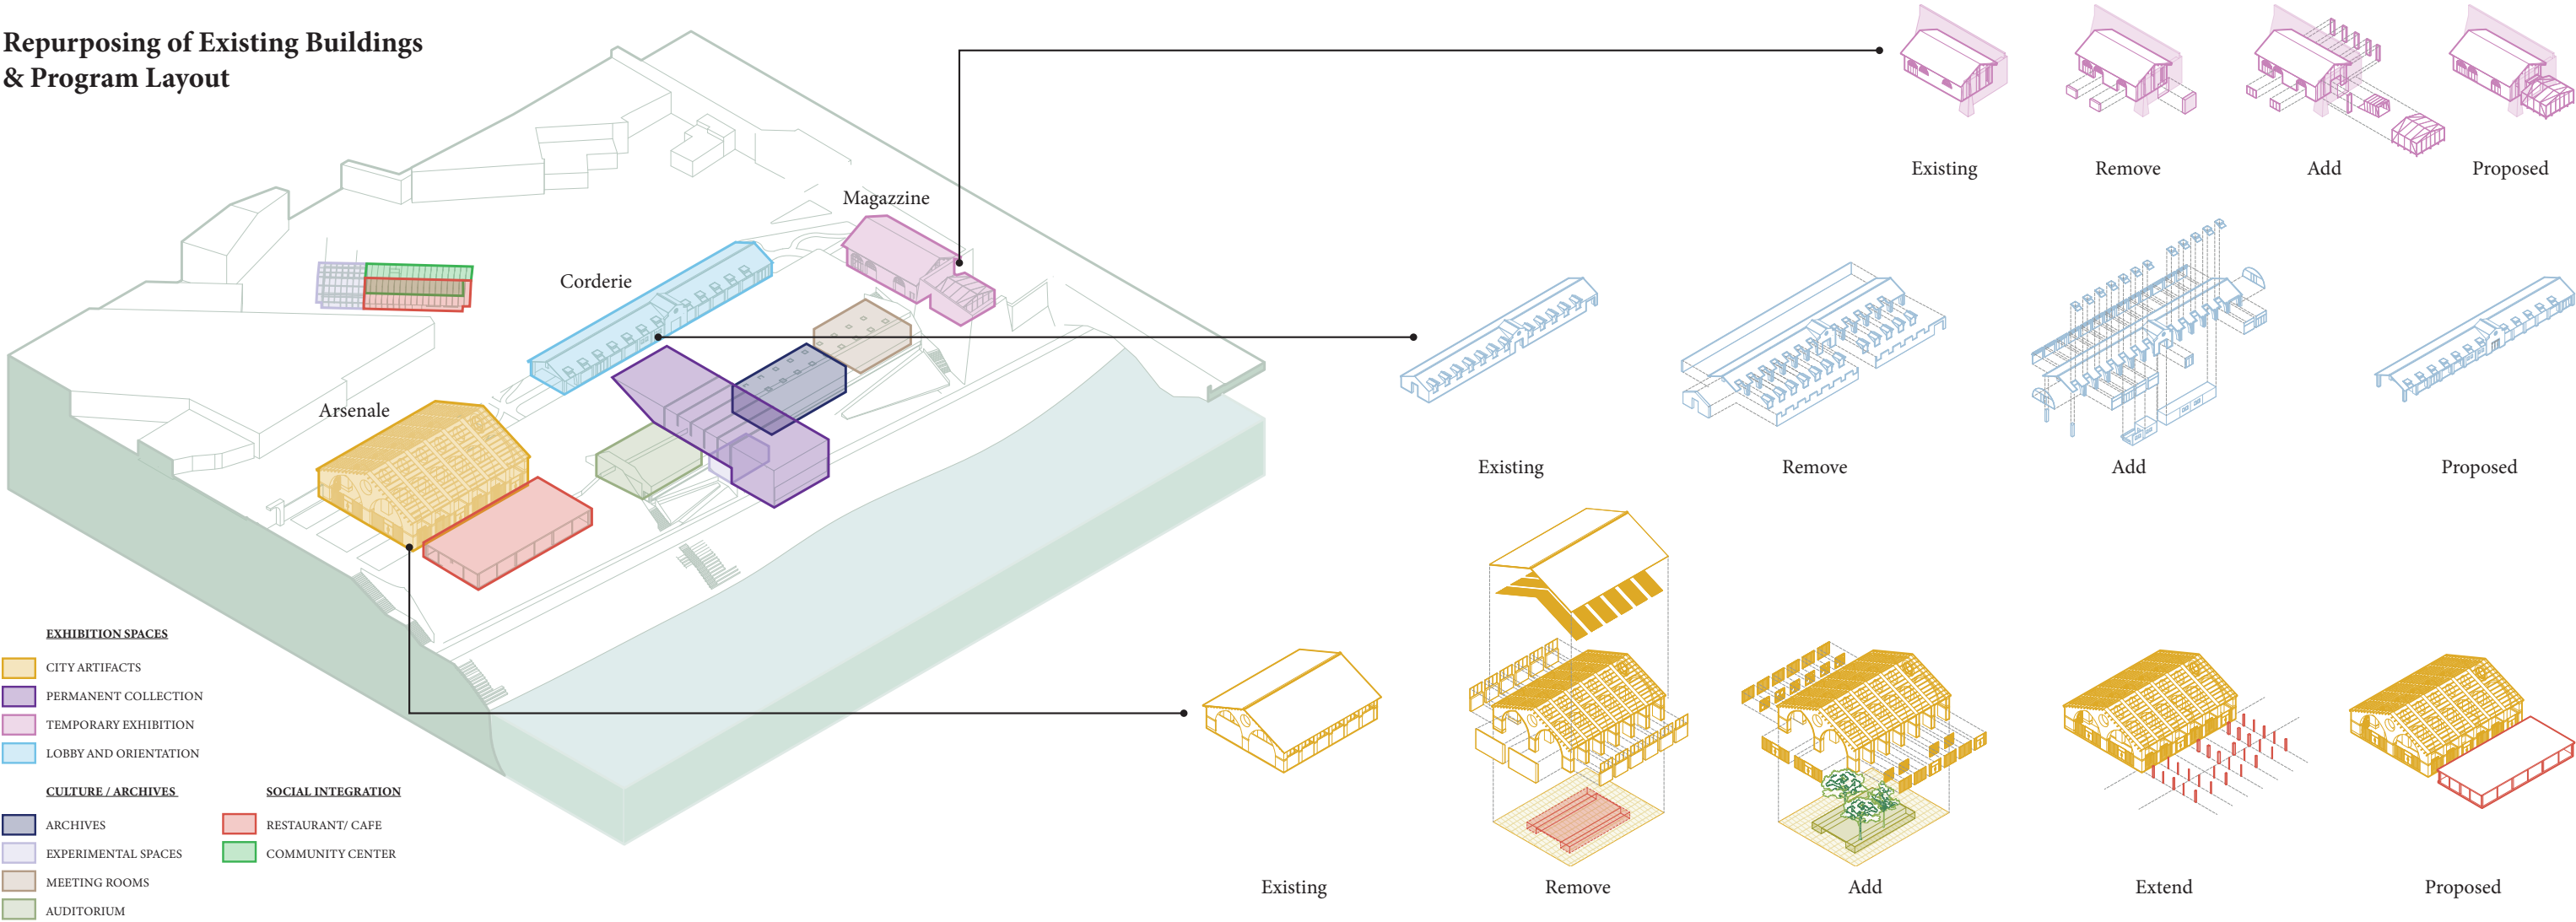 Repurposing of Existing Buildings
& Program Layout
Magazzine
Corderie
Arsenale
Existing
Remove
Add
Proposed
Existing
Remove
Add
Proposed
Existing
Remove
Add
Extend
Proposed
EXHIBITION SPACES
CITY ARTIFACTS
PERMANENT COLLECTION
TEMPORARY EXHIBITION
LOBBY AND ORIENTATION
CULTURE / ARCHIVES
ARCHIVES
EXPERIMENTAL SPACES
MEETING ROOMS
AUDITORIUM
SOCIAL INTEGRATION
RESTAURANT/ CAFE
COMMUNITY CENTER